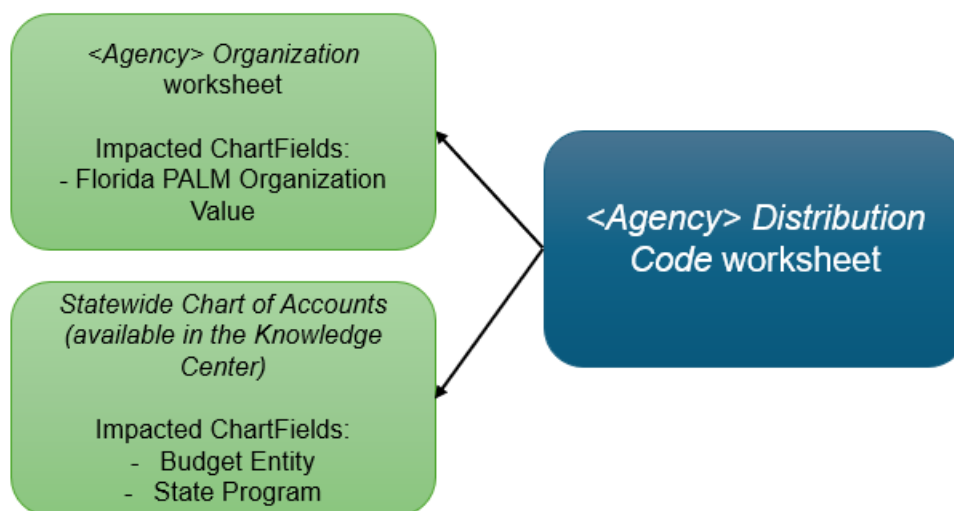 <Agency> Organization
worksheet
Impacted ChartFields:
- Florida PALM Organization
Value
Statewide Chart of Accounts
(available in the Knowledge
Center)
Impacted ChartFields:
- Budget Entity
- State Program
<Agency> Distribution
Code worksheet